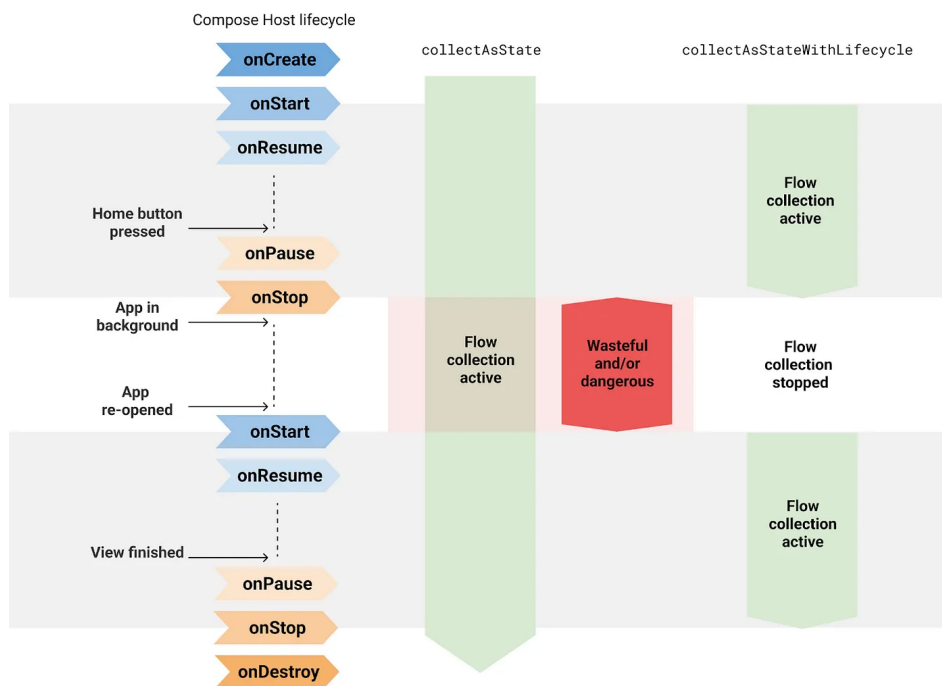 Compose Host lifecycle
collectAsState
collectAsStateWithLifecycle
onCreate
onStart
onResume
Flow
collection
active
Home button
pressed
onPause
onStop
App in
background
Flow
collection
active
Wasteful
and/or
dangerous
Flow
collection
stopped
App
re-opened
onStart
onResume
Flow
collection
active
View finished
onPause
onStop
onDestroy